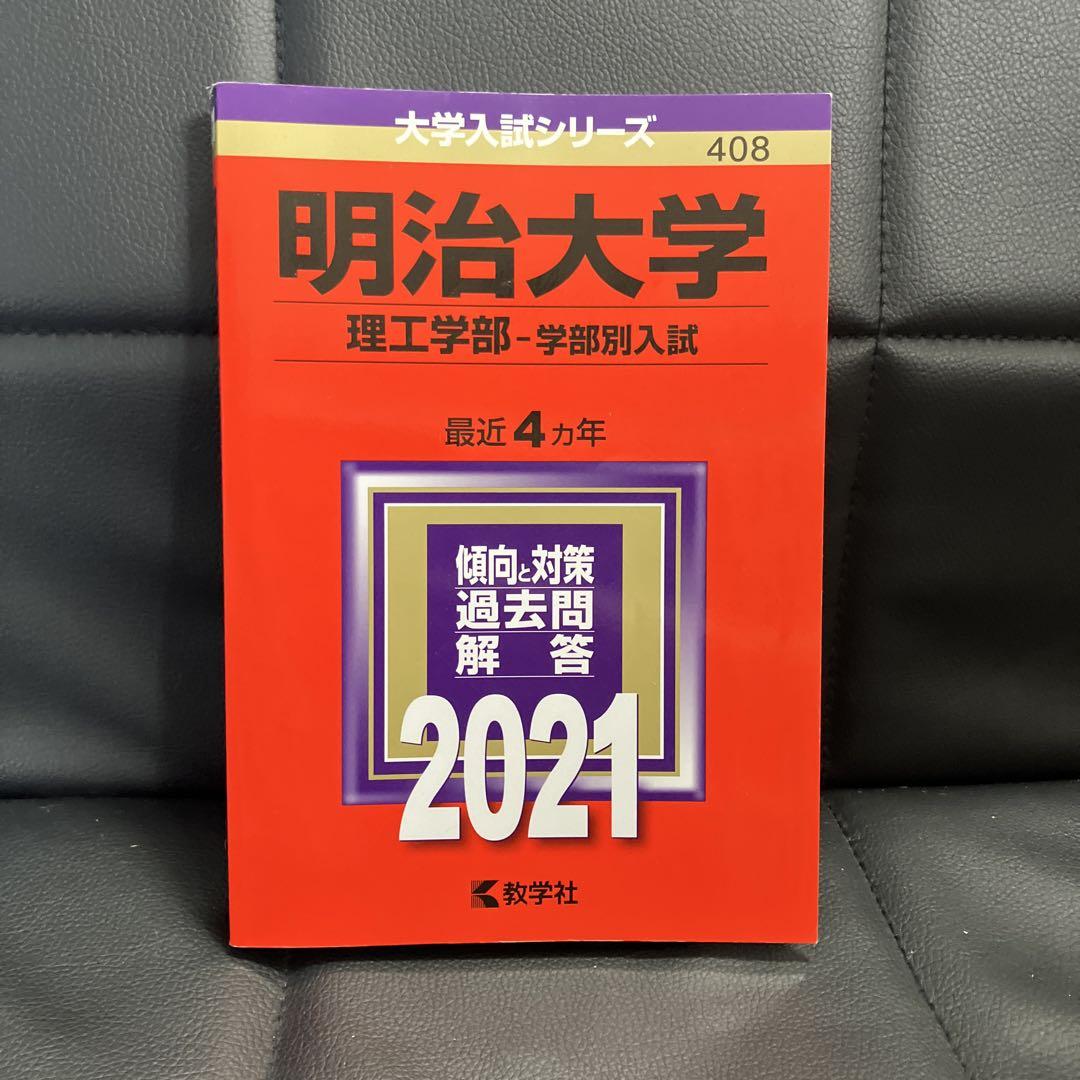 大学入試シリーズ
408
明治大学
理工学部-学部別入試
最近4カ年
傾向と対策
過去問
解答
2021
教学社